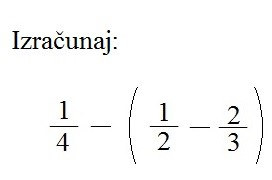 Izračunaj:
1/4 − (1/2 − 2/3)